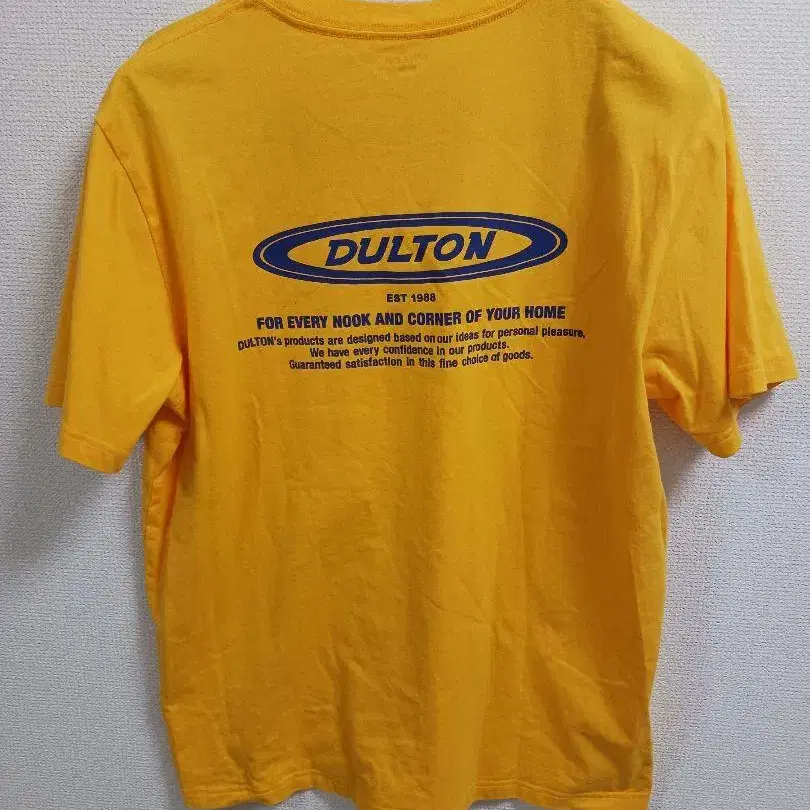 DULTON
EST 1988
FOR EVERY NOOK AND CORNER OF YOUR HOME
DULTON's products are designed based on our ideas for personal pleasure.
We have every confidence in our products.
Guaranteed satisfaction in this fine choice of goods.